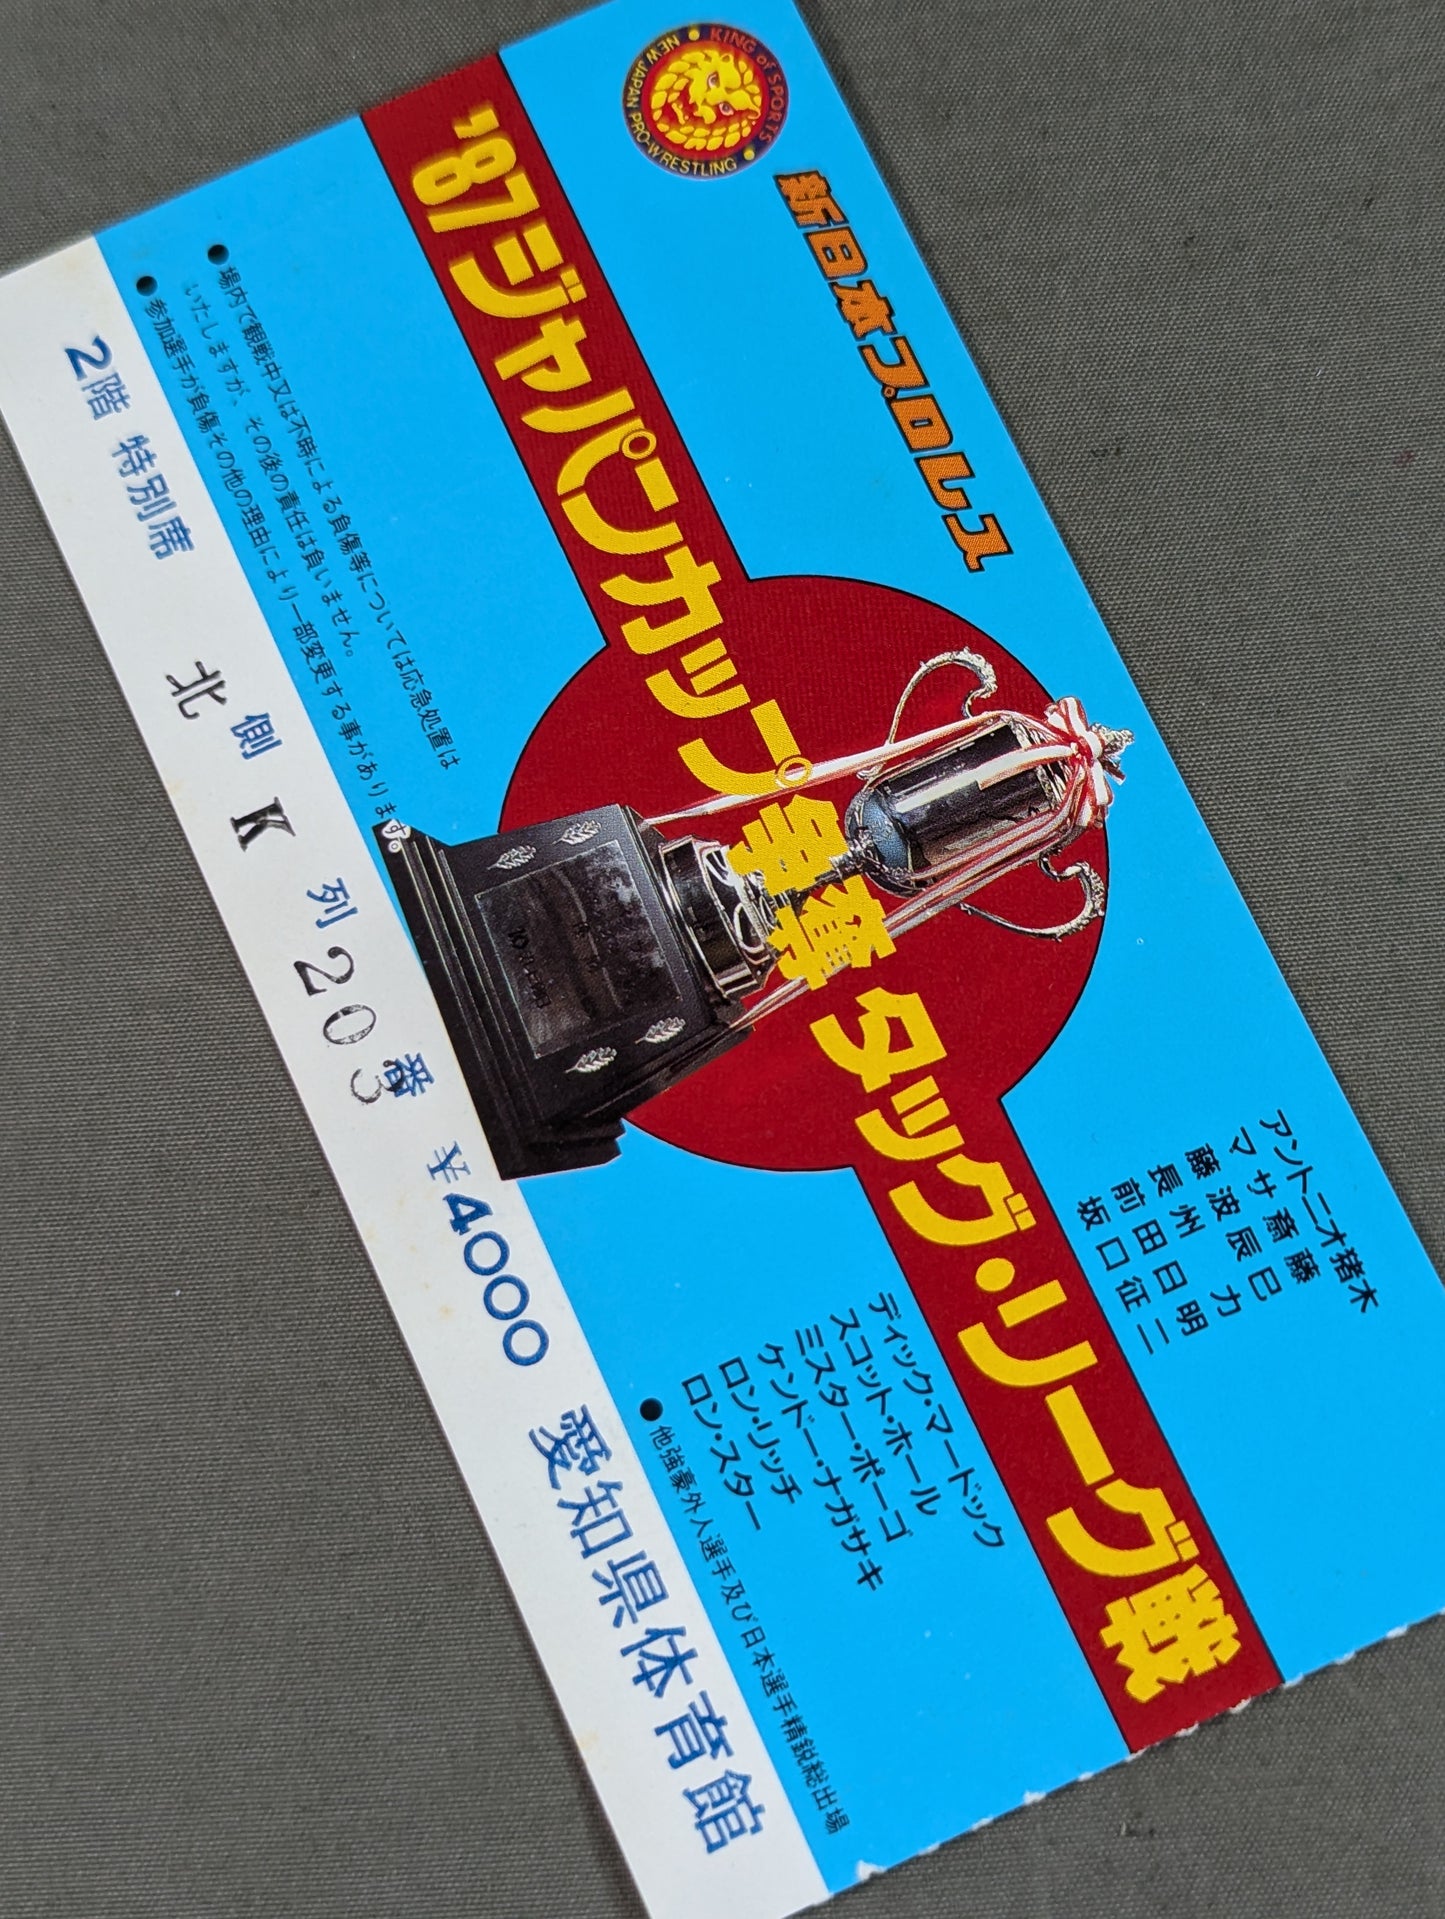 KING of SPORTS
NEW JAPAN PRO-WRESTLING
新日本プロレス
'87ジャパンカップ争奪タッグ・リーグ戦
アントニオ猪木
マサ斎藤
藤波辰巳
長州力
前田日明
坂口征二
ディック・マードック
スコット・ホール
ミスター・ポーゴ
ケンドー・ナガサキ
ロン・リッチ
ロン・スター
●他強豪外人選手及び日本選手精鋭総出場
●場内で観戦中又は不時による負傷等については応急処置は
いたしますが、その後の責任は負いません。
●参加選手が負傷その他の理由により一部変更する事があります。
2階 特別席 北側 K列 203番 ¥4000 愛知県体育館